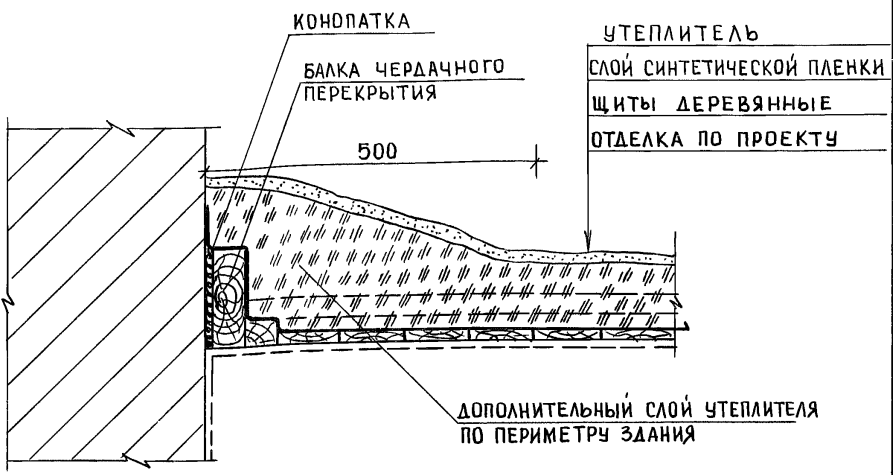 КОНОПАТКА
БАЛКА ЧЕРДАЧНОГО
ПЕРЕКРЫТИЯ
500
УТЕПЛИТЕЛЬ
СЛОЙ СИНТЕТИЧЕСКОЙ ПЛЕНКИ
ЩИТЫ ДЕРЕВЯННЫЕ
ОТДЕЛКА ПО ПРОЕКТУ
ДОПОЛНИТЕЛЬНЫЙ СЛОЙ УТЕПЛИТЕЛЯ
ПО ПЕРИМЕТРУ ЗДАНИЯ